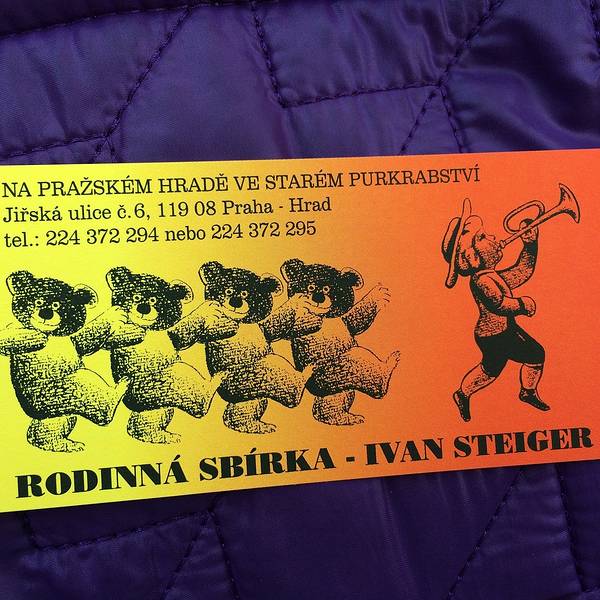 NA PRAŽSKÉM HRADĚ VE STARÉM PURKRABSTVÍ
Jiřská ulice č. 6, 119 08 Praha - Hrad
tel.: 224 372 294 nebo 224 372 295
RODINNÁ SBÍRKA - IVAN STEIGER